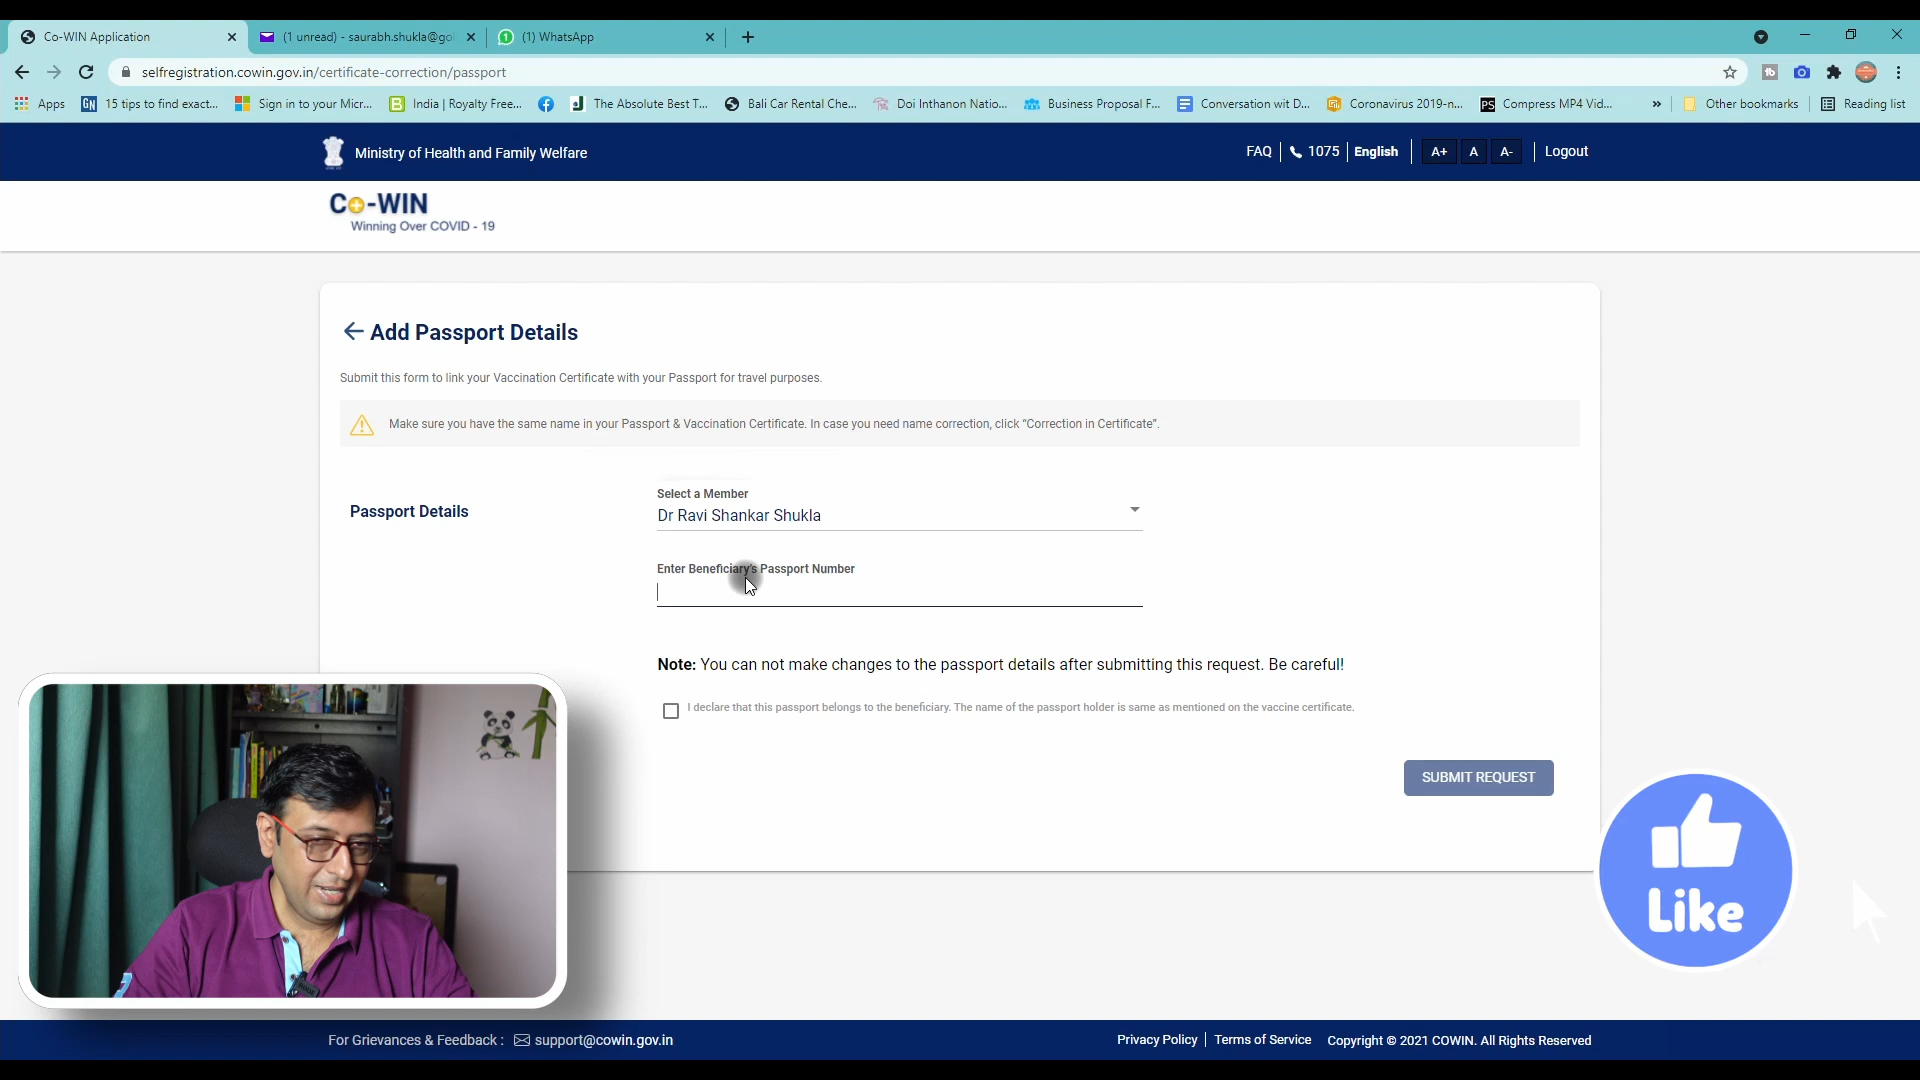 Co-WIN Application
(1 unread) - saurabh.shukla@go
(1) WhatsApp
selfregistration.cowin.gov.in/certificate-correction/passport
Apps
15 tips to find exact...
Sign in to your Micr...
India | Royalty Free...
The Absolute Best T...
Bali Car Rental Che...
Doi Inthanon Natio...
Business Proposal F...
Conversation wit D...
Coronavirus 2019-n...
Compress MP4 Vid...
»
Other bookmarks
Reading list
Ministry of Health and Family Welfare
FAQ
1075
English
A+
A
A-
Logout
Co-WIN
Winning Over COVID - 19
Add Passport Details
Submit this form to link your Vaccination Certificate with your Passport for travel purposes.
Make sure you have the same name in your Passport & Vaccination Certificate. In case you need name correction, click "Correction in Certificate".
Passport Details
Select a Member
Dr Ravi Shankar Shukla
Enter Beneficiary's Passport Number
Note: You can not make changes to the passport details after submitting this request. Be careful!
I declare that this passport belongs to the beneficiary. The name of the passport holder is same as mentioned on the vaccine certificate.
SUBMIT REQUEST
Like
For Grievances & Feedback :
support@cowin.gov.in
Privacy Policy
Terms of Service
Copyright © 2021 COWIN. All Rights Reserved